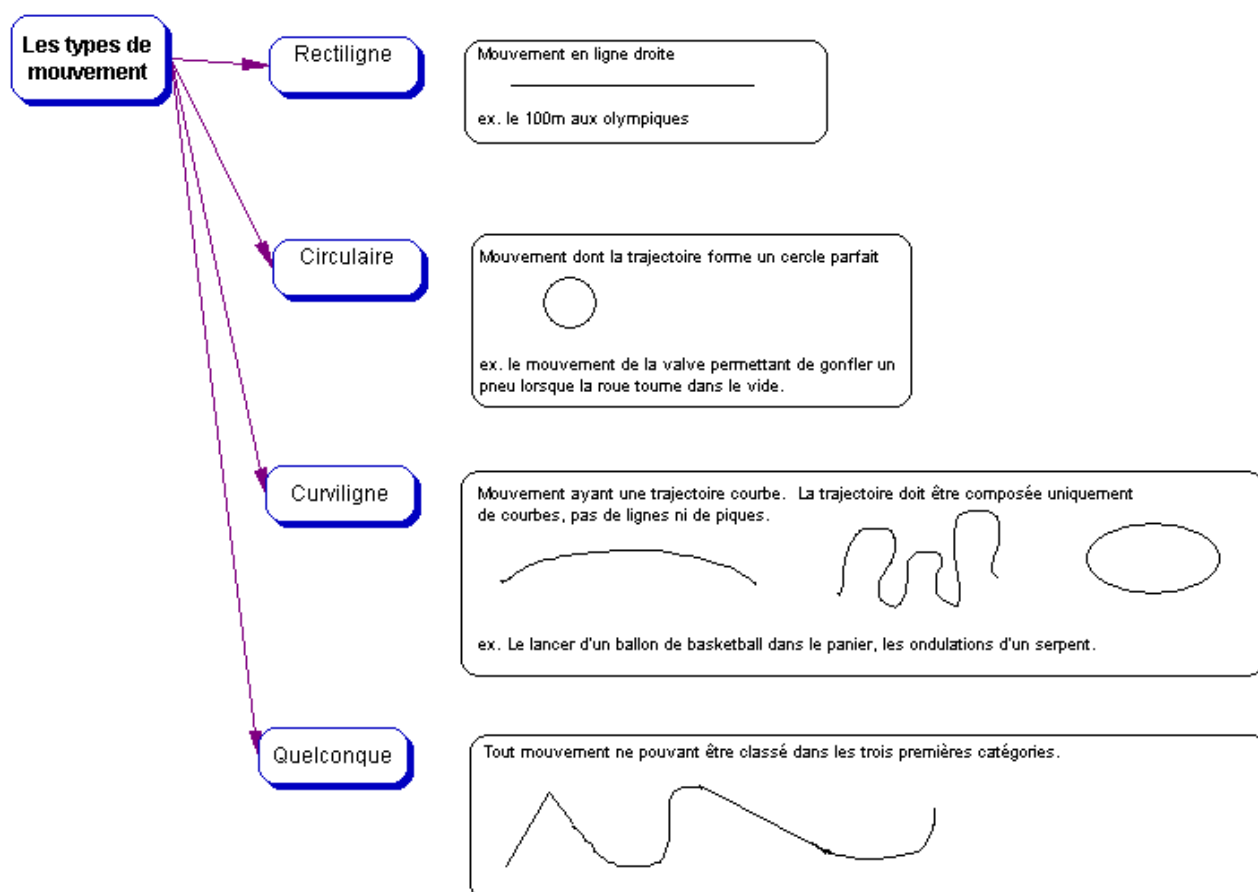 Les types de
mouvement
Rectiligne
Mouvement en ligne droite
ex. le 100m aux olympiques
Circulaire
Mouvement dont la trajectoire forme un cercle parfait
ex. le mouvement de la valve permettant de gonfler un
pneu lorsque la roue tourne dans le vide.
Curviligne
Mouvement ayant une trajectoire courbe. La trajectoire doit être composée uniquement
de courbes, pas de lignes ni de piques.
ex. Le lancer d'un ballon de basketball dans le panier, les ondulations d'un serpent.
Quelconque
Tout mouvement ne pouvant être classé dans les trois premières catégories.